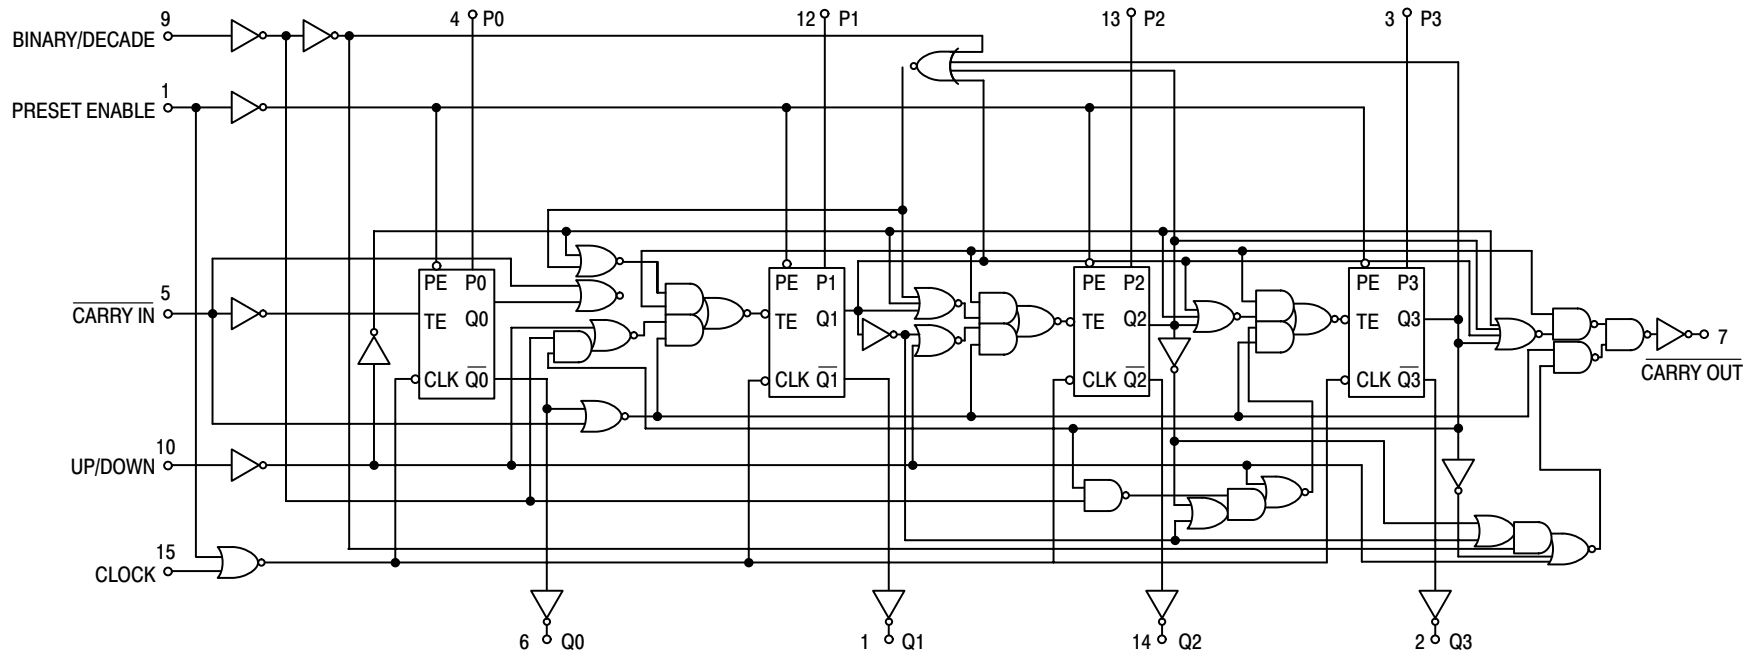 9
BINARY/DECADE
4 P0
12 P1
13 P2
3 P3
1
PRESET ENABLE
PE P0
TE Q0
CLK Q0
PE P1
TE Q1
CLK Q1
PE P2
TE Q2
CLK Q2
PE P3
TE Q3
CLK Q3
5
CARRY IN
7
CARRY OUT
10
UP/DOWN
15
CLOCK
6 Q0
1 Q1
14 Q2
2 Q3